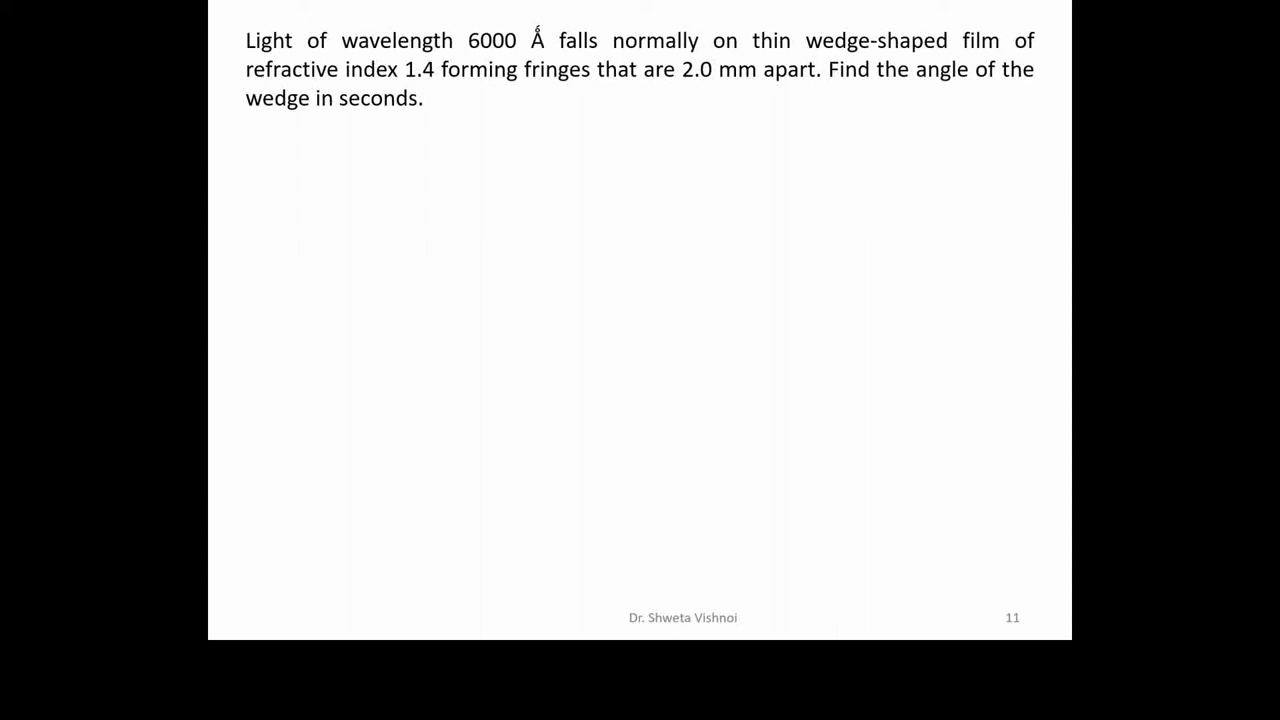 Light of wavelength 6000 Ǻ falls normally on thin wedge-shaped film of
refractive index 1.4 forming fringes that are 2.0 mm apart. Find the angle of the
wedge in seconds.
Dr. Shweta Vishnoi
11